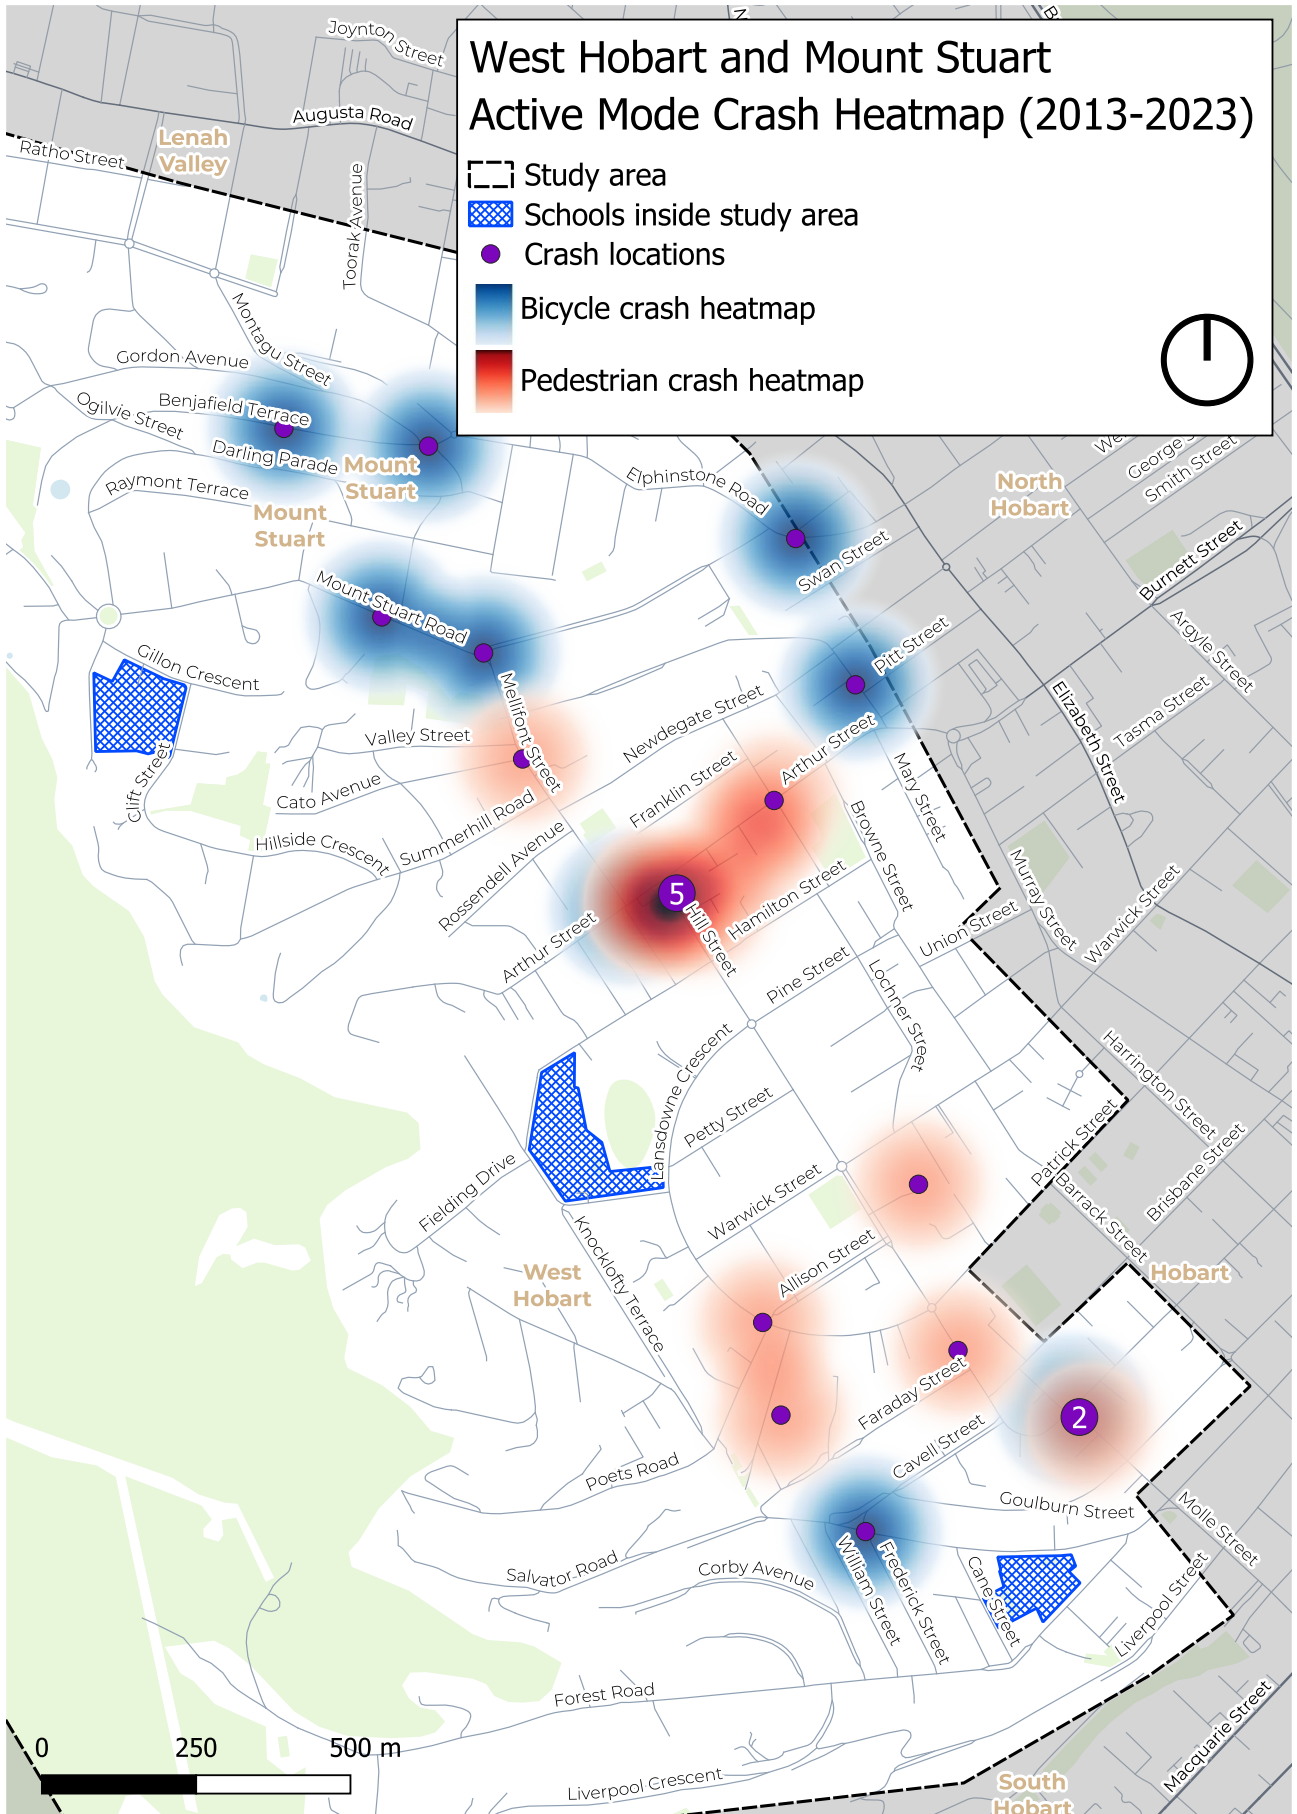 West Hobart and Mount Stuart
Active Mode Crash Heatmap (2013-2023)
Study area
Schools inside study area
Crash locations
Bicycle crash heatmap
Pedestrian crash heatmap
Joynton Street
Augusta Road
Lenah
Valley
Ratho Street
Toorak Avenue
Montagu Street
Gordon Avenue
Benjafield Terrace
Ogilvie Street
Darling Parade
Mount
Stuart
Raymont Terrace
Mount
Stuart
Elphinstone Road
North
Hobart
George S
Smith Street
Burnett Street
Swan Street
Mount Stuart Road
Pitt Street
Argyle Street
Gillon Crescent
Mellifont Street
Newdegate Street
Elizabeth Street
Tasma Street
Valley Street
Arthur Street
Mary Street
Clift Street
Cato Avenue
Franklin Street
Summerhill Road
Browne Street
Hillside Crescent
Rossendell Avenue
5
Hill Street
Hamilton Street
Murray Street
Warwick Street
Arthur Street
Union Street
Pine Street
Lochner Street
Lansdowne Crescent
Harrington Street
Petty Street
Patrick Street
Brisbane Street
Barrack Street
Fielding Drive
Warwick Street
Knocklofty Terrace
Allison Street
West
Hobart
Hobart
Faraday Street
2
Cavell Street
Poets Road
Goulburn Street
Molle Street
Salvator Road
Corby Avenue
William Street
Frederick Street
Cane Street
Liverpool Street
Forest Road
Macquarie Street
Liverpool Crescent
South
Hobart
0 250 500 m